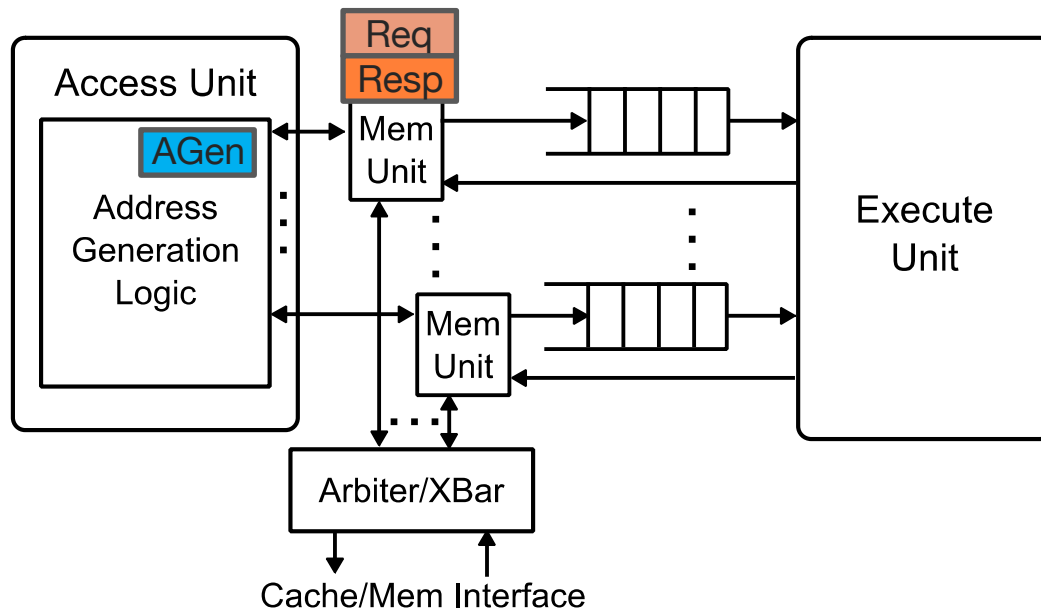 Req
Resp
Access Unit
AGen
Address
Generation
Logic
Mem
Unit
Mem
Unit
Execute
Unit
Arbiter/XBar
Cache/Mem Interface